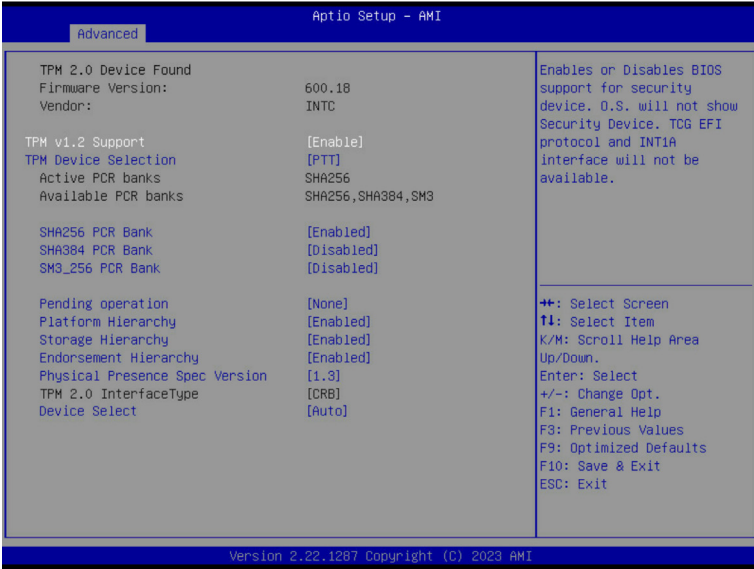 Aptio Setup – AMI
Advanced
TPM 2.0 Device Found
Firmware Version: 600.18
Vendor: INTC
TPM v1.2 Support [Enable]
TPM Device Selection [PTT]
Active PCR banks SHA256
Available PCR banks SHA256,SHA384,SM3
SHA256 PCR Bank [Enabled]
SHA384 PCR Bank [Disabled]
SM3_256 PCR Bank [Disabled]
Pending operation [None]
Platform Hierarchy [Enabled]
Storage Hierarchy [Enabled]
Endorsement Hierarchy [Enabled]
Physical Presence Spec Version [1.3]
TPM 2.0 InterfaceType [CRB]
Device Select [Auto]
Enables or Disables BIOS
support for security
device. O.S. will not show
Security Device. TCG EFI
protocol and INT1A
interface will not be
available.
→←: Select Screen
↑↓: Select Item
K/M: Scroll Help Area
Up/Down.
Enter: Select
+/-: Change Opt.
F1: General Help
F3: Previous Values
F9: Optimized Defaults
F10: Save & Exit
ESC: Exit
Version 2.22.1287 Copyright (C) 2023 AMI